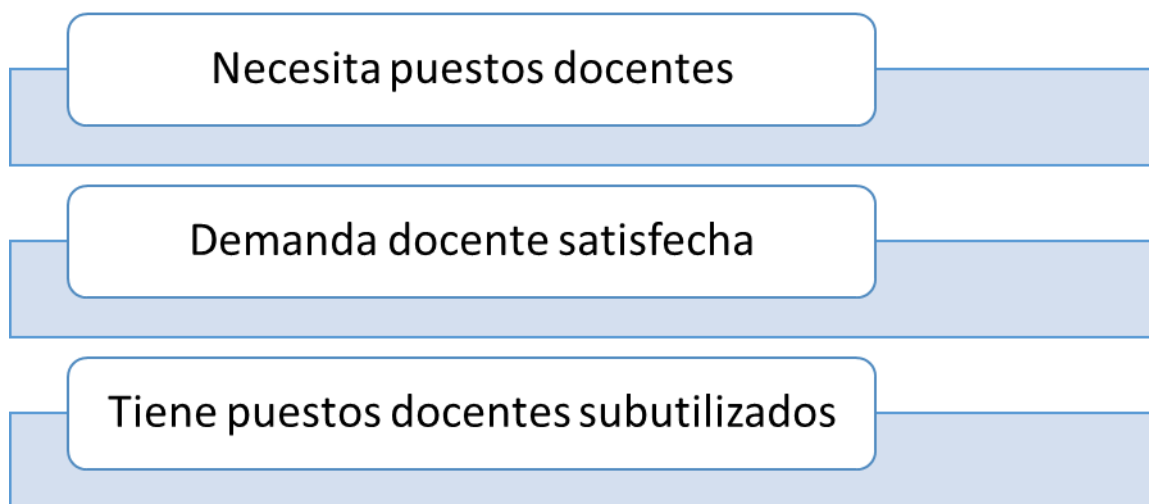 Necesita puestos docentes
Demanda docente satisfecha
Tiene puestos docentes subutilizados